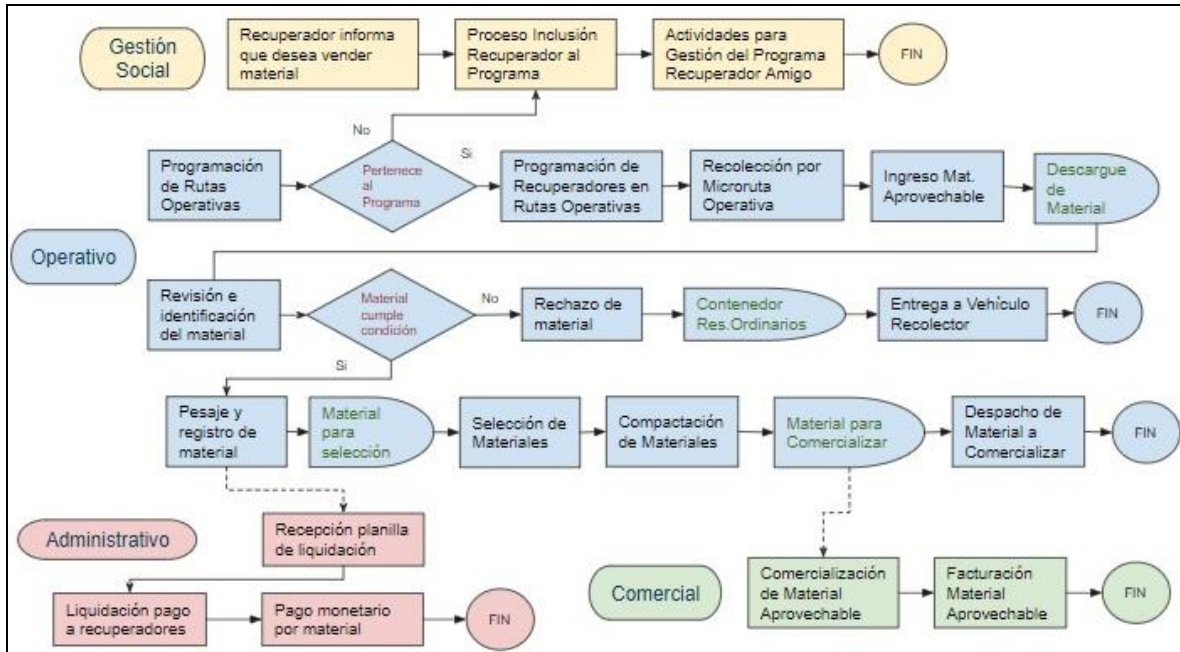 Gestión
Social
Recuperador informa
que desea vender
material
Proceso Inclusión
Recuperador al
Programa
Actividades para
Gestión del Programa
Recuperador Amigo
FIN
No
Si
Programación
de Rutas
Operativas
Pertenece
al
Programa
Programación de
Recuperadores en
Rutas Operativas
Recolección por
Microruta
Operativa
Ingreso Mat.
Aprovechable
Descargue
de
Material
Operativo
Revisión e
identificación
del material
Material
cumple
condición
No
Rechazo de
material
Contenedor
Res.Ordinarios
Entrega a Vehículo
Recolector
FIN
Si
Pesaje y
registro de
material
Material
para
selección
Selección de
Materiales
Compactación
de Materiales
Material para
Comercializar
Despacho de
Material a
Comercializar
FIN
Administrativo
Recepción planilla
de liquidación
Liquidación pago
a recuperadores
Pago monetario
por material
FIN
Comercial
Comercialización
de Material
Aprovechable
Facturación
Material
Aprovechable
FIN